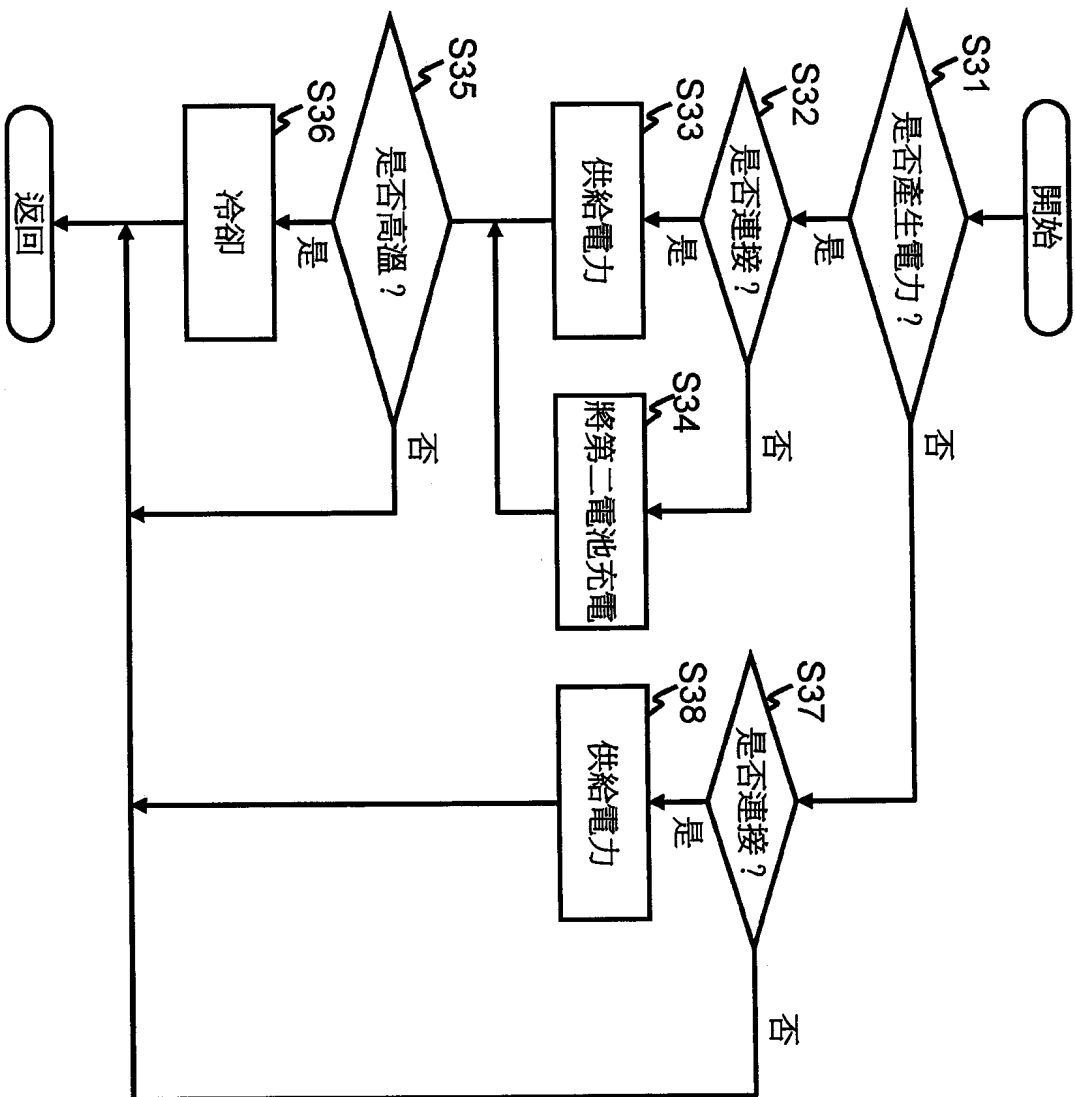 開始
S31
是否產生電力？
是
否
S32
是否連接？
是
否
S37
是否連接？
是
否
S33
供給電力
S34
將第二電池充電
S38
供給電力
S35
是否高溫？
是
否
S36
冷卻
返回